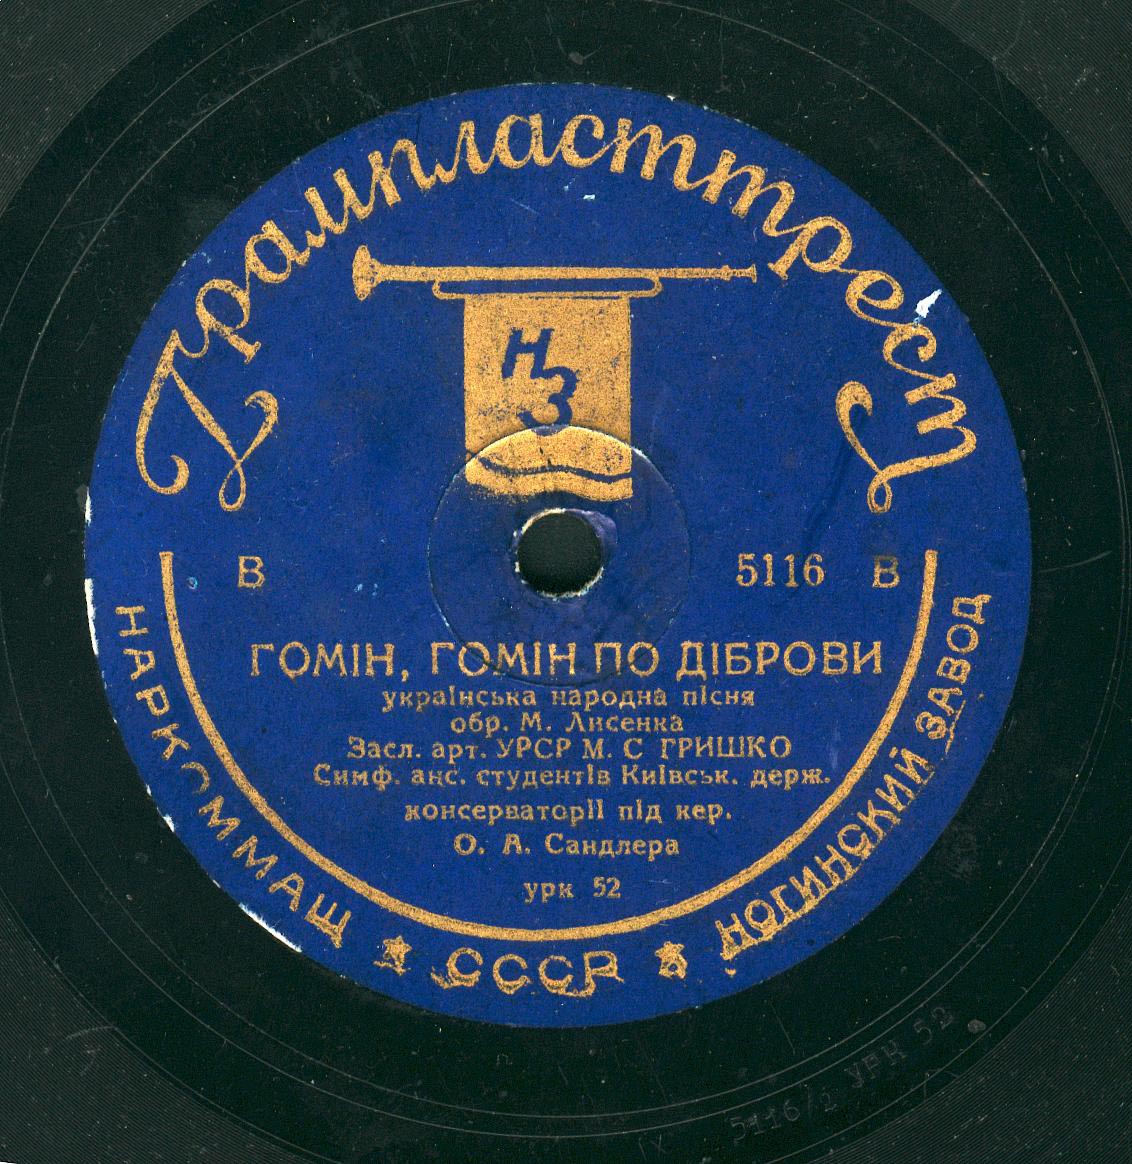 Грампласттрест
НЗ
В 5116 В
ГОМІН, ГОМІН ПО ДІБРОВИ
українська народна пісня
обр. М. Лисенка
Засл. арт. УРСР М. С ГРИШКО
Симф. анс. студентів Київськ. держ.
консерваторії під кер.
О. А. Сандлера
урк 52
НАРКОММАШ ★ СССР ★ НОГИНСКИЙ ЗАВОД
IX 5116/2 УРК 52